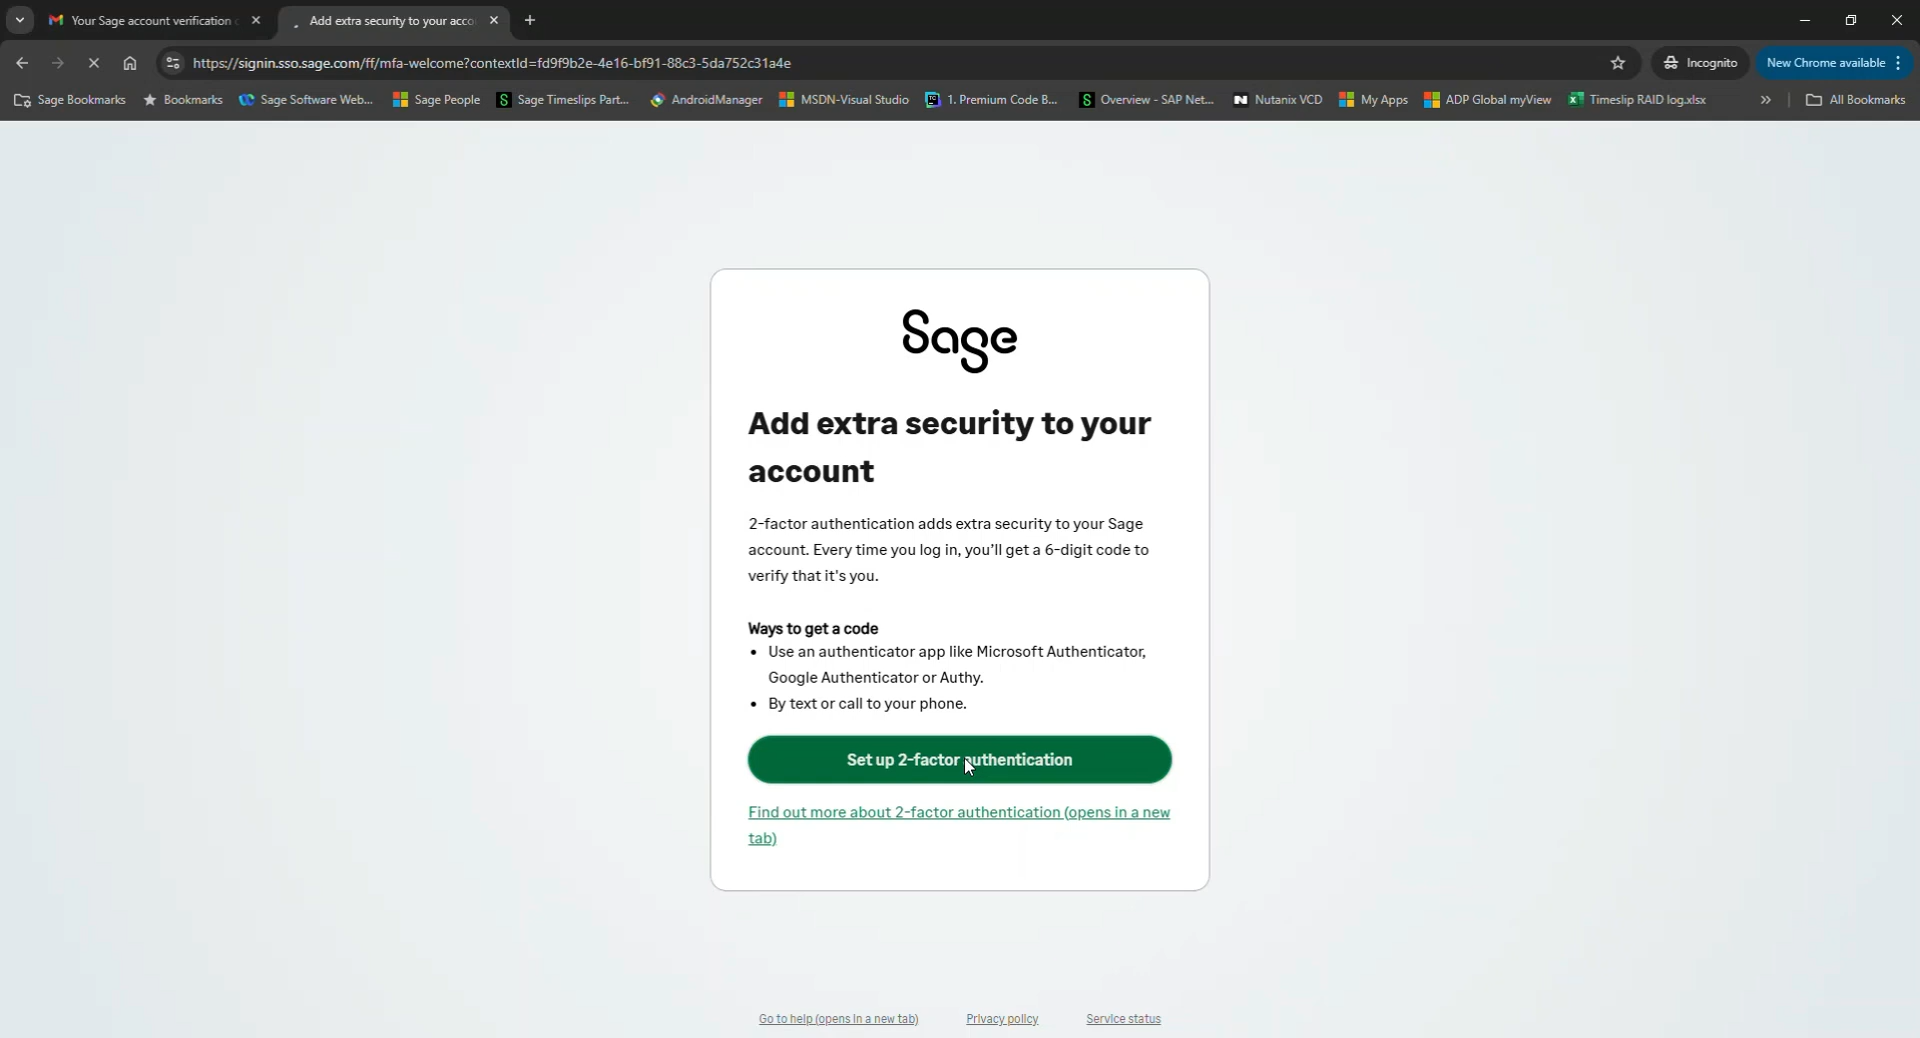 Your Sage account verification c
Add extra security to your acco
https://signin.sso.sage.com/ff/mfa-welcome?contextId=fd9f9b2e-4e16-bf91-88c3-5da752c31a4e
Incognito
New Chrome available
Sage Bookmarks
Bookmarks
Sage Software Web...
Sage People
Sage Timeslips Part...
AndroidManager
MSDN-Visual Studio
1. Premium Code B...
Overview - SAP Net...
Nutanix VCD
My Apps
ADP Global myView
Timeslip RAID log.xlsx
All Bookmarks
Sage
Add extra security to your
account
2-factor authentication adds extra security to your Sage
account. Every time you log in, you'll get a 6-digit code to
verify that it's you.
Ways to get a code
• Use an authenticator app like Microsoft Authenticator,
Google Authenticator or Authy.
• By text or call to your phone.
Set up 2-factor authentication
Find out more about 2-factor authentication (opens in a new
tab)
Go to help (opens in a new tab)
Privacy policy
Service status